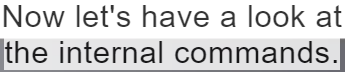 Now let's have a look at
the internal commands.